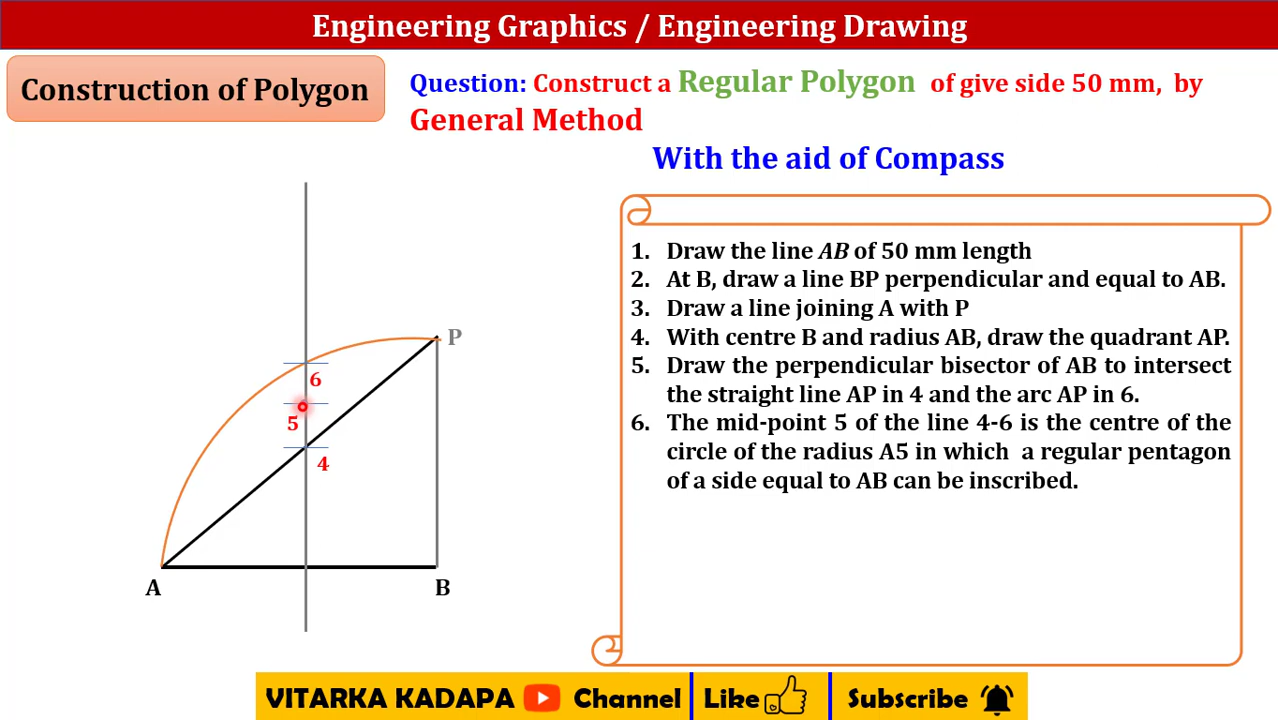 Engineering Graphics / Engineering Drawing
Construction of Polygon
Question: Construct a Regular Polygon of give side 50 mm, by
General Method
With the aid of Compass
1. Draw the line AB of 50 mm length
2. At B, draw a line BP perpendicular and equal to AB.
3. Draw a line joining A with P
4. With centre B and radius AB, draw the quadrant AP.
5. Draw the perpendicular bisector of AB to intersect
the straight line AP in 4 and the arc AP in 6.
6. The mid-point 5 of the line 4-6 is the centre of the
circle of the radius A5 in which a regular pentagon
of a side equal to AB can be inscribed.
P
6
5
4
A
B
VITARKA KADAPA Channel Like Subscribe